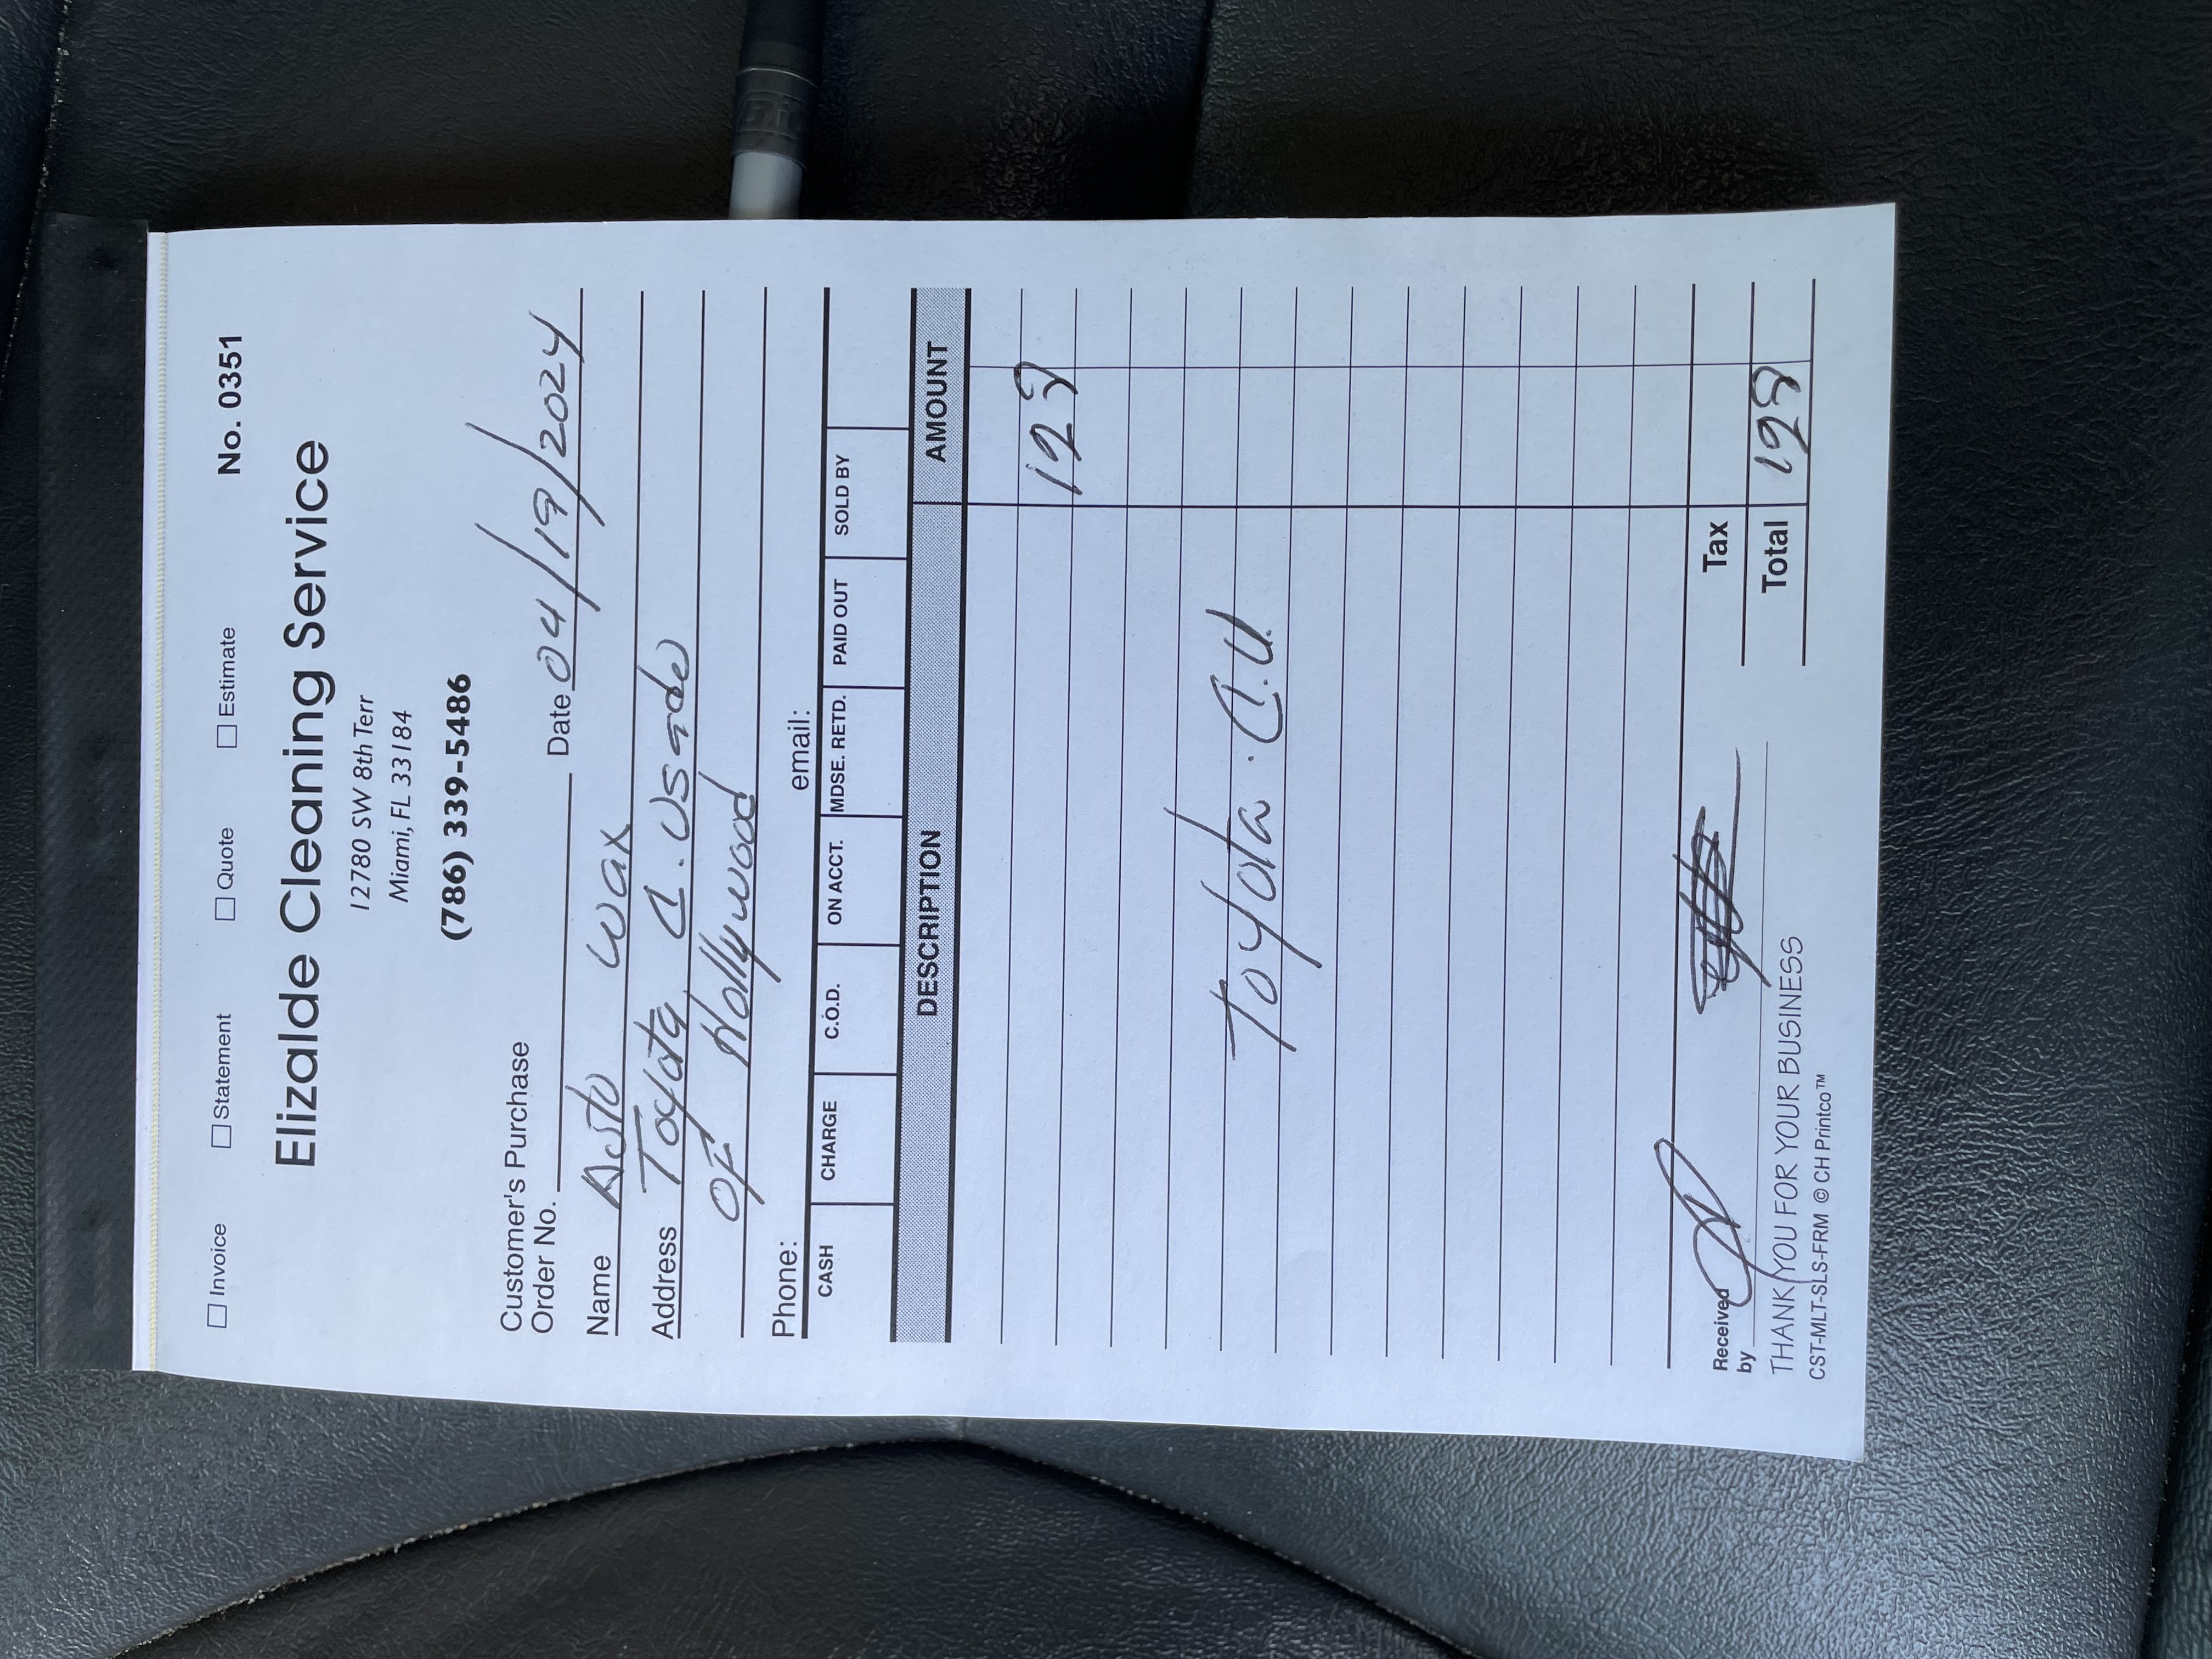 Invoice Statement Quote Estimate No. 0351
Elizalde Cleaning Service
12780 SW 8th Terr
Miami, FL 33184
(786) 339-5486
Customer's Purchase
Order No. Date 04/19/2024
Name Auto Wax
Address Toyota C. Usado
OF Hollywood
Phone: email:
CASH CHARGE C.O.D. ON ACCT. MDSE. RETD. PAID OUT SOLD BY
DESCRIPTION AMOUNT
Toyota. C.U.
Tax
Received
by
Total
THANK YOU FOR YOUR BUSINESS
CST-MLT-SLS-FRM © CH Printco™